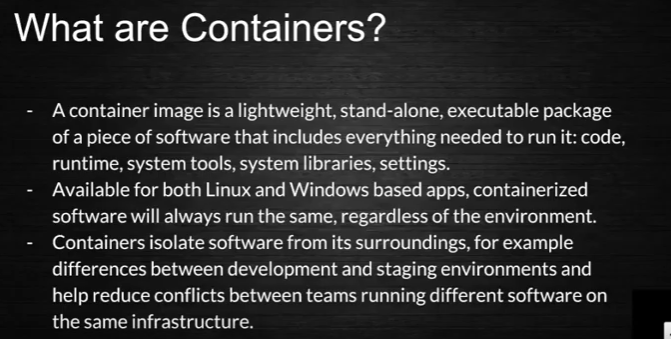 What are Containers?
- A container image is a lightweight, stand-alone, executable package
of a piece of software that includes everything needed to run it: code,
runtime, system tools, system libraries, settings.
- Available for both Linux and Windows based apps, containerized
software will always run the same, regardless of the environment.
- Containers isolate software from its surroundings, for example
differences between development and staging environments and
help reduce conflicts between teams running different software on
the same infrastructure.